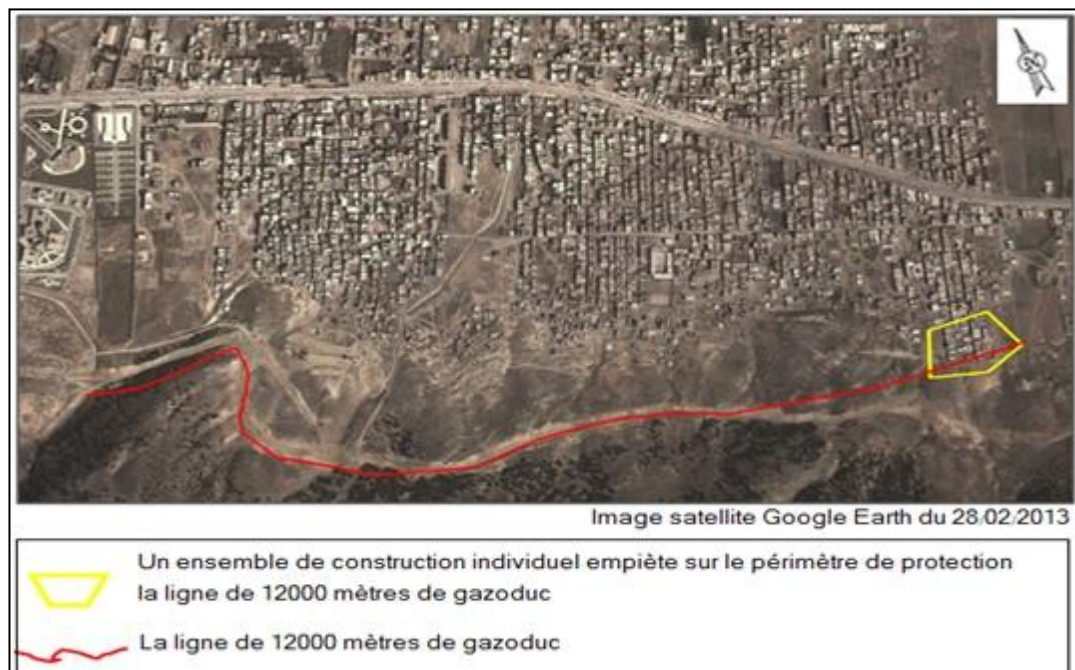 Image satellite Google Earth du 28/02/2013
Un ensemble de construction individuel empiète sur le périmètre de protection
la ligne de 12000 mètres de gazoduc
La ligne de 12000 mètres de gazoduc